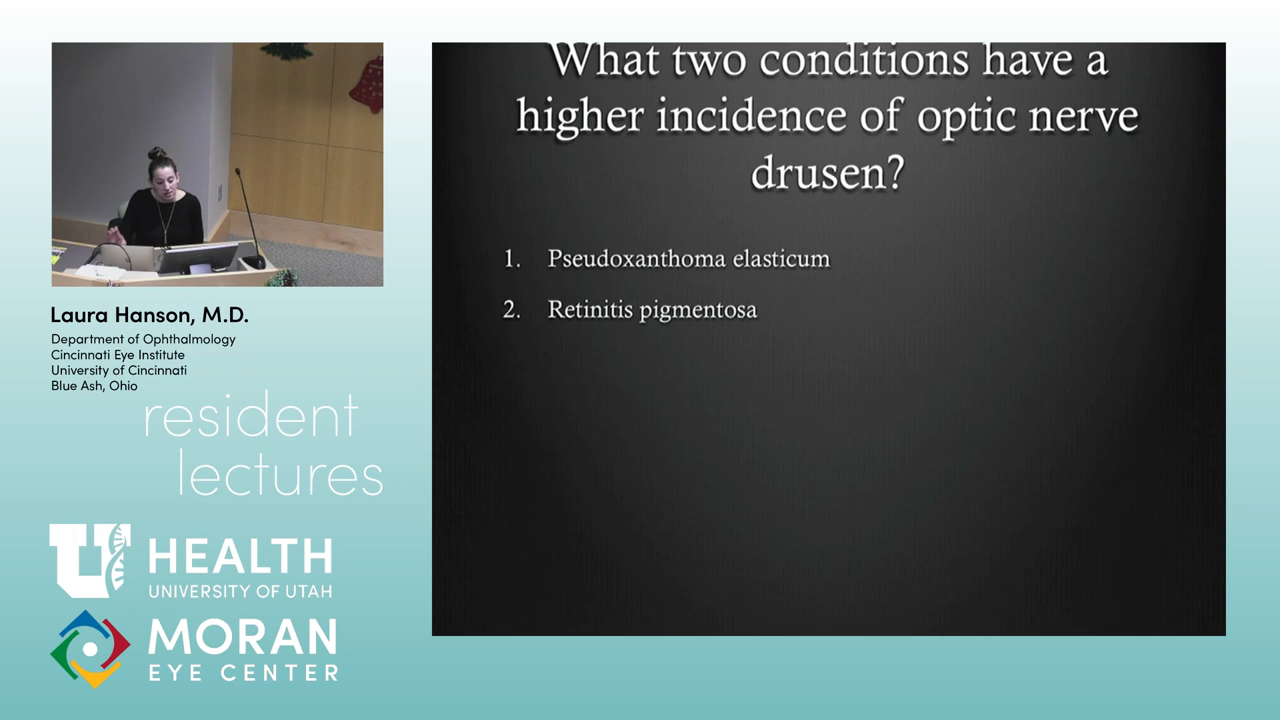 What two conditions have a
higher incidence of optic nerve
drusen?
1. Pseudoxanthoma elasticum
2. Retinitis pigmentosa
Laura Hanson, M.D.
Department of Ophthalmology
Cincinnati Eye Institute
University of Cincinnati
Blue Ash, Ohio
resident
lectures
U HEALTH
UNIVERSITY OF UTAH
MORAN
EYE CENTER